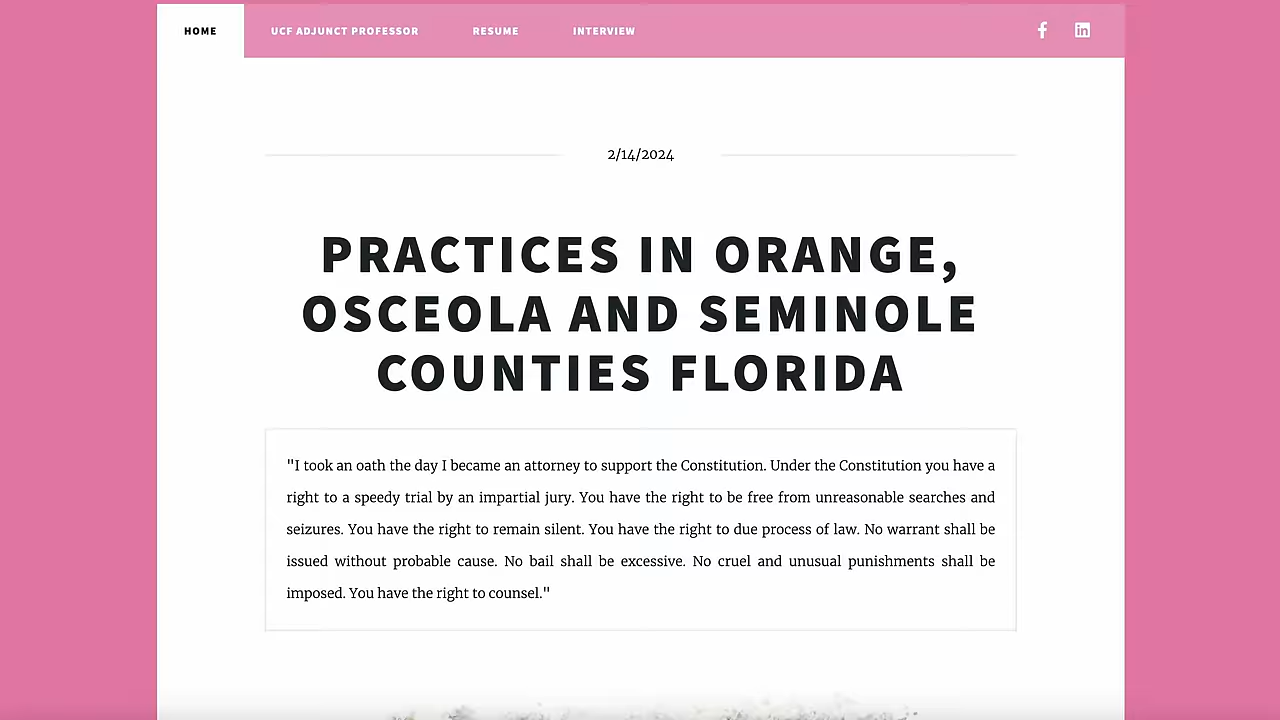 HOME UCF ADJUNCT PROFESSOR RESUME INTERVIEW
2/14/2024
PRACTICES IN ORANGE,
OSCEOLA AND SEMINOLE
COUNTIES FLORIDA
"I took an oath the day I became an attorney to support the Constitution. Under the Constitution you have a
right to a speedy trial by an impartial jury. You have the right to be free from unreasonable searches and
seizures. You have the right to remain silent. You have the right to due process of law. No warrant shall be
issued without probable cause. No bail shall be excessive. No cruel and unusual punishments shall be
imposed. You have the right to counsel."